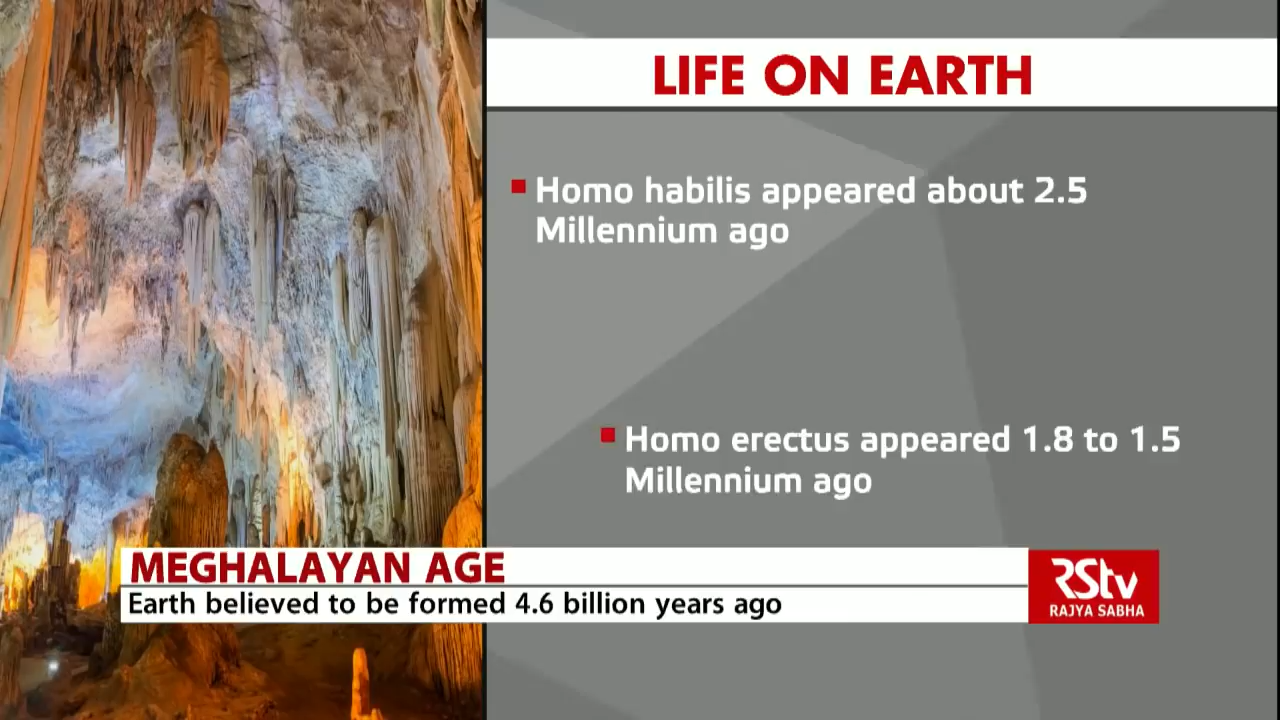 LIFE ON EARTH
Homo habilis appeared about 2.5
Millennium ago
Homo erectus appeared 1.8 to 1.5
Millennium ago
MEGHALAYAN AGE
Earth believed to be formed 4.6 billion years ago
RSTV
RAJYA SABHA